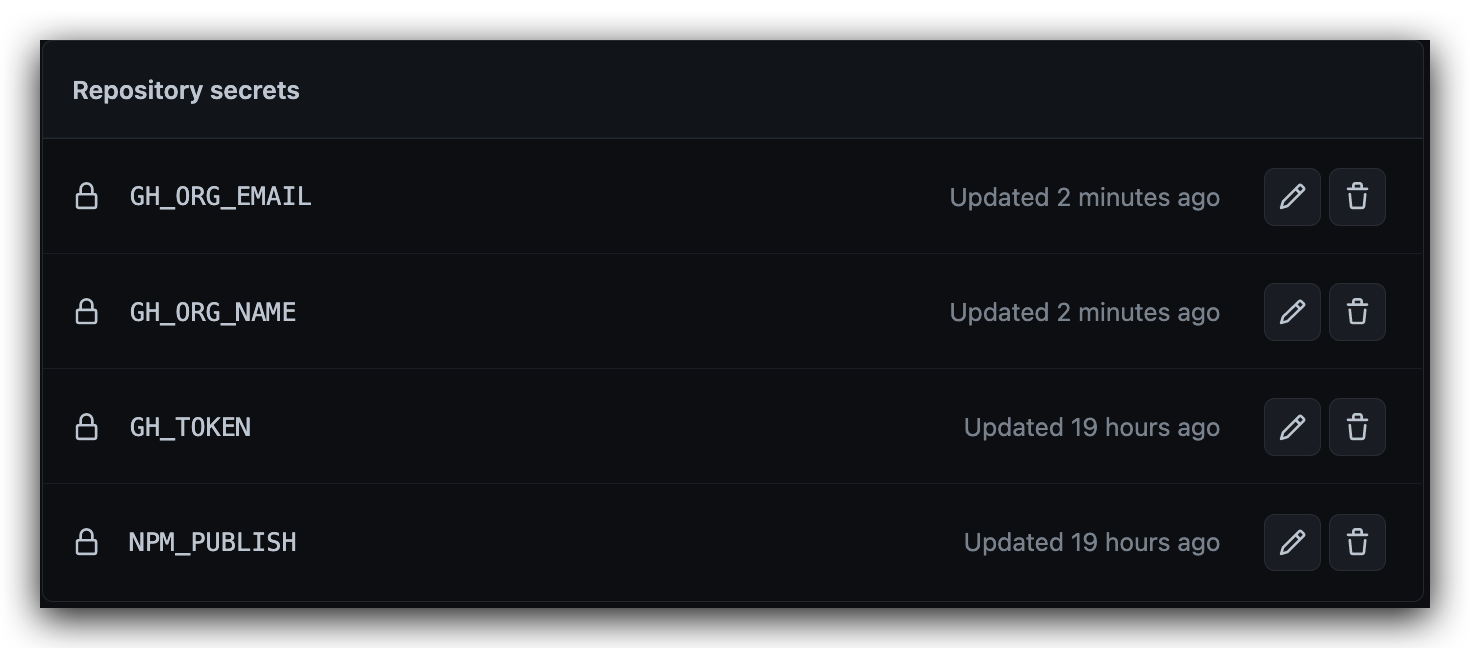 Repository secrets
GH_ORG_EMAIL Updated 2 minutes ago
GH_ORG_NAME Updated 2 minutes ago
GH_TOKEN Updated 19 hours ago
NPM_PUBLISH Updated 19 hours ago